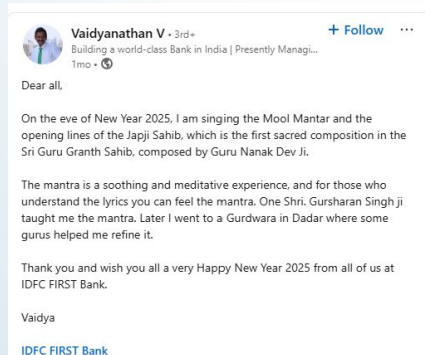 Vaidyanathan V • 3rd+
+ Follow ...
Building a world-class Bank in India | Presently Managi...
1mo •
Dear all,
On the eve of New Year 2025, I am singing the Mool Mantar and the
opening lines of the Japji Sahib, which is the first sacred composition in the
Sri Guru Granth Sahib, composed by Guru Nanak Dev Ji.
The mantra is a soothing and meditative experience, and for those who
understand the lyrics you can feel the mantra. One Shri. Gursharan Singh ji
taught me the mantra. Later I went to a Gurdwara in Dadar where some
gurus helped me refine it.
Thank you and wish you all a very Happy New Year 2025 from all of us at
IDFC FIRST Bank.
Vaidya
IDFC FIRST Bank